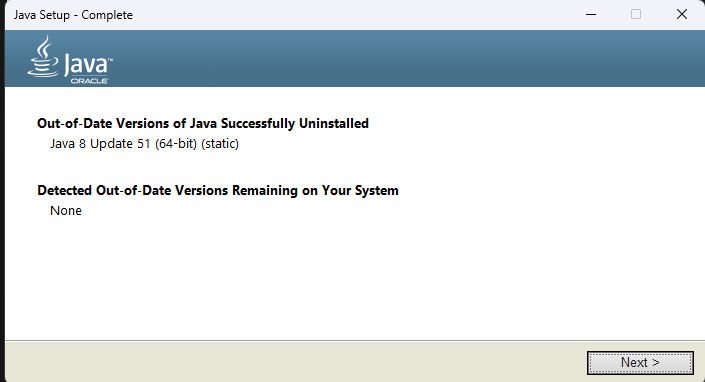 Java Setup - Complete
Java™
ORACLE
Out-of-Date Versions of Java Successfully Uninstalled
Java 8 Update 51 (64-bit) (static)
Detected Out-of-Date Versions Remaining on Your System
None
Next >